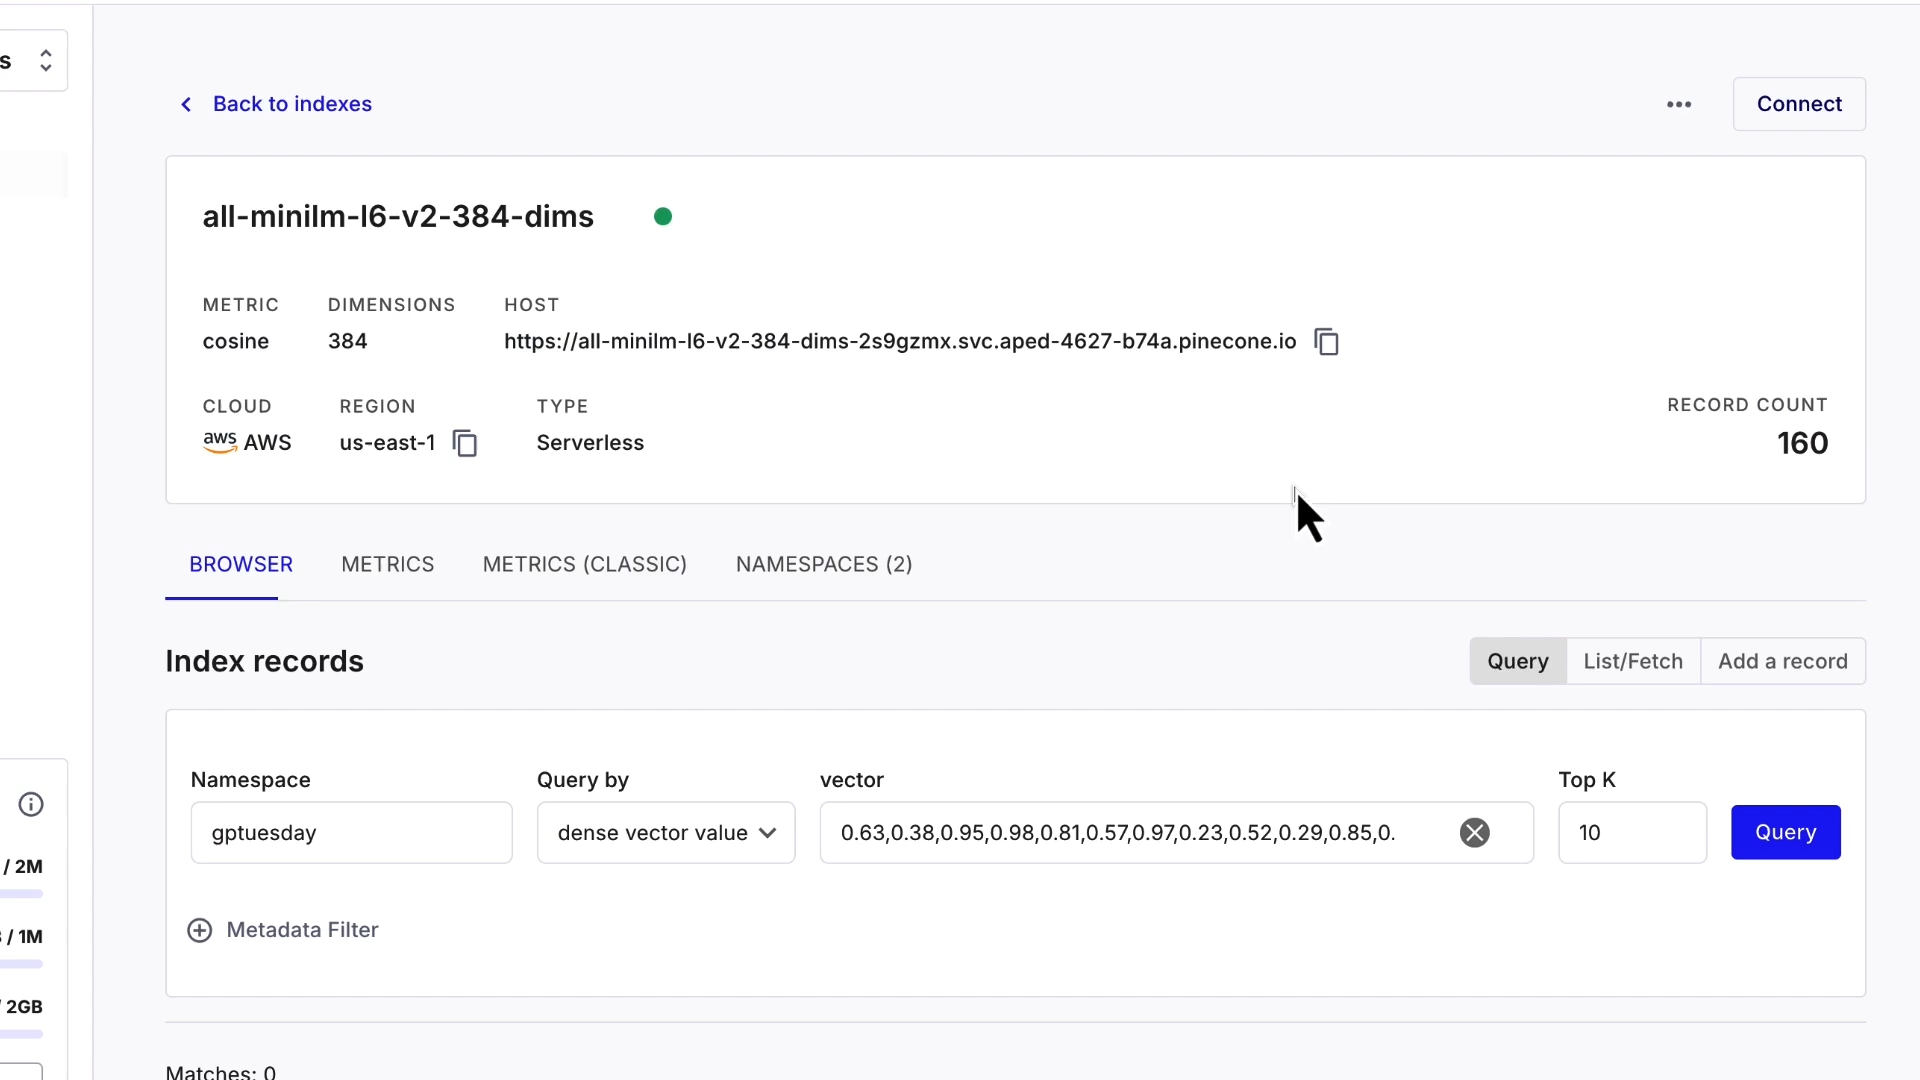 s
Back to indexes
Connect
all-minilm-l6-v2-384-dims
METRIC DIMENSIONS HOST
cosine 384 https://all-minilm-l6-v2-384-dims-2s9gzmx.svc.aped-4627-b74a.pinecone.io
CLOUD REGION TYPE RECORD COUNT
aws AWS us-east-1 Serverless 160
BROWSER METRICS METRICS (CLASSIC) NAMESPACES (2)
Index records Query List/Fetch Add a record
Namespace Query by vector Top K
gptuesday dense vector value 0.63,0.38,0.95,0.98,0.81,0.57,0.97,0.23,0.52,0.29,0.85,0. 10 Query
/ 2M
Metadata Filter
/ 1M
/ 2GB
Matches: 0